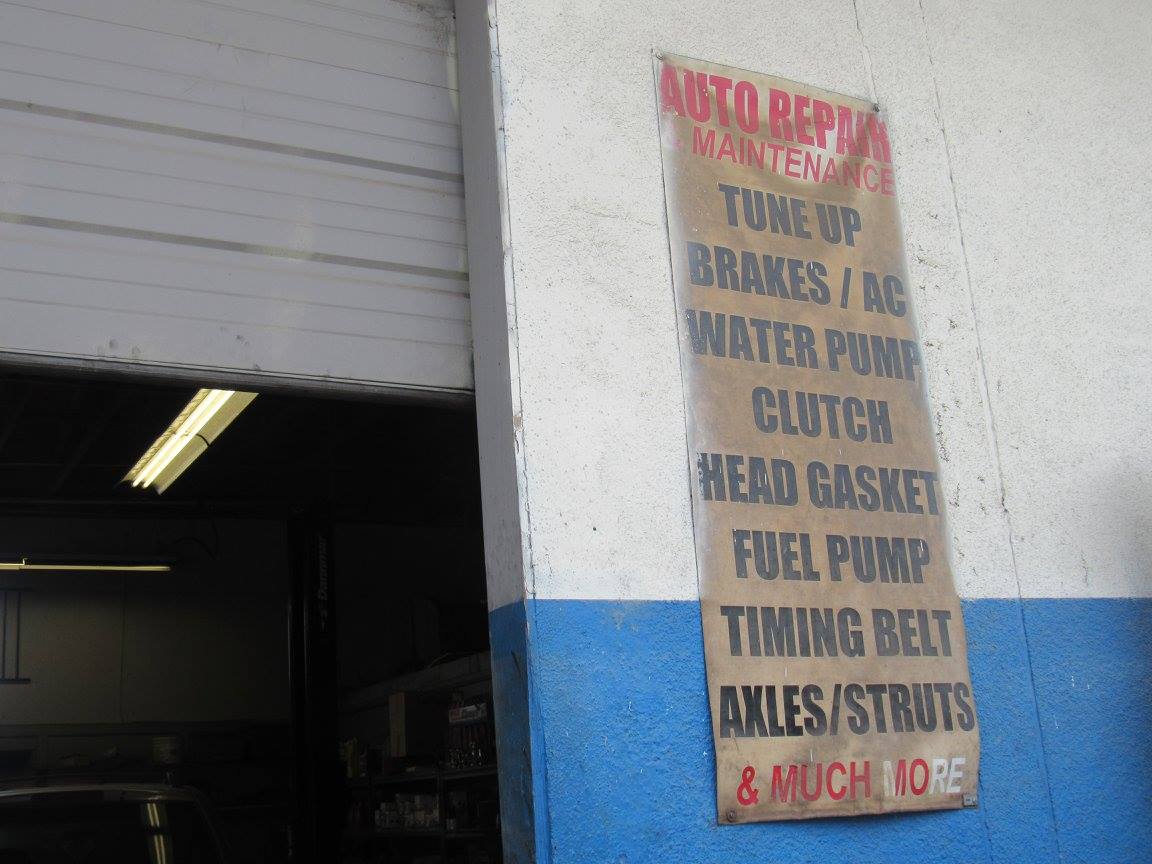 AUTO REPAIR
& MAINTENANCE
TUNE UP
BRAKES / AC
WATER PUMP
CLUTCH
HEAD GASKET
FUEL PUMP
TIMING BELT
AXLES/STRUTS
& MUCH MORE
Danmar